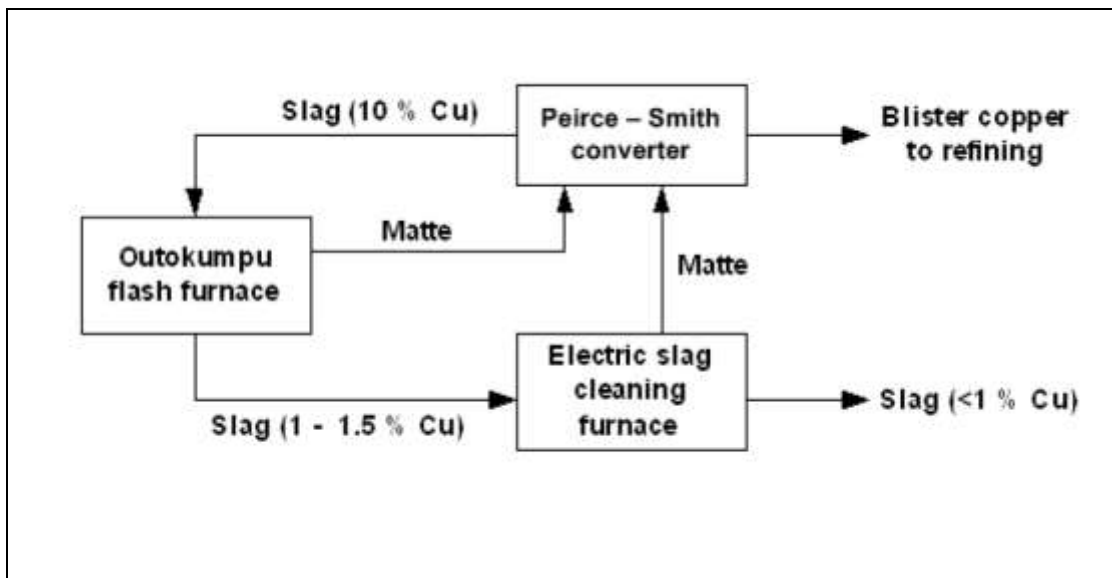 Slag (10 % Cu)
Peirce – Smith
converter
Blister copper
to refining
Matte
Outokumpu
flash furnace
Matte
Electric slag
cleaning
furnace
Slag (<1 % Cu)
Slag (1 - 1.5 % Cu)